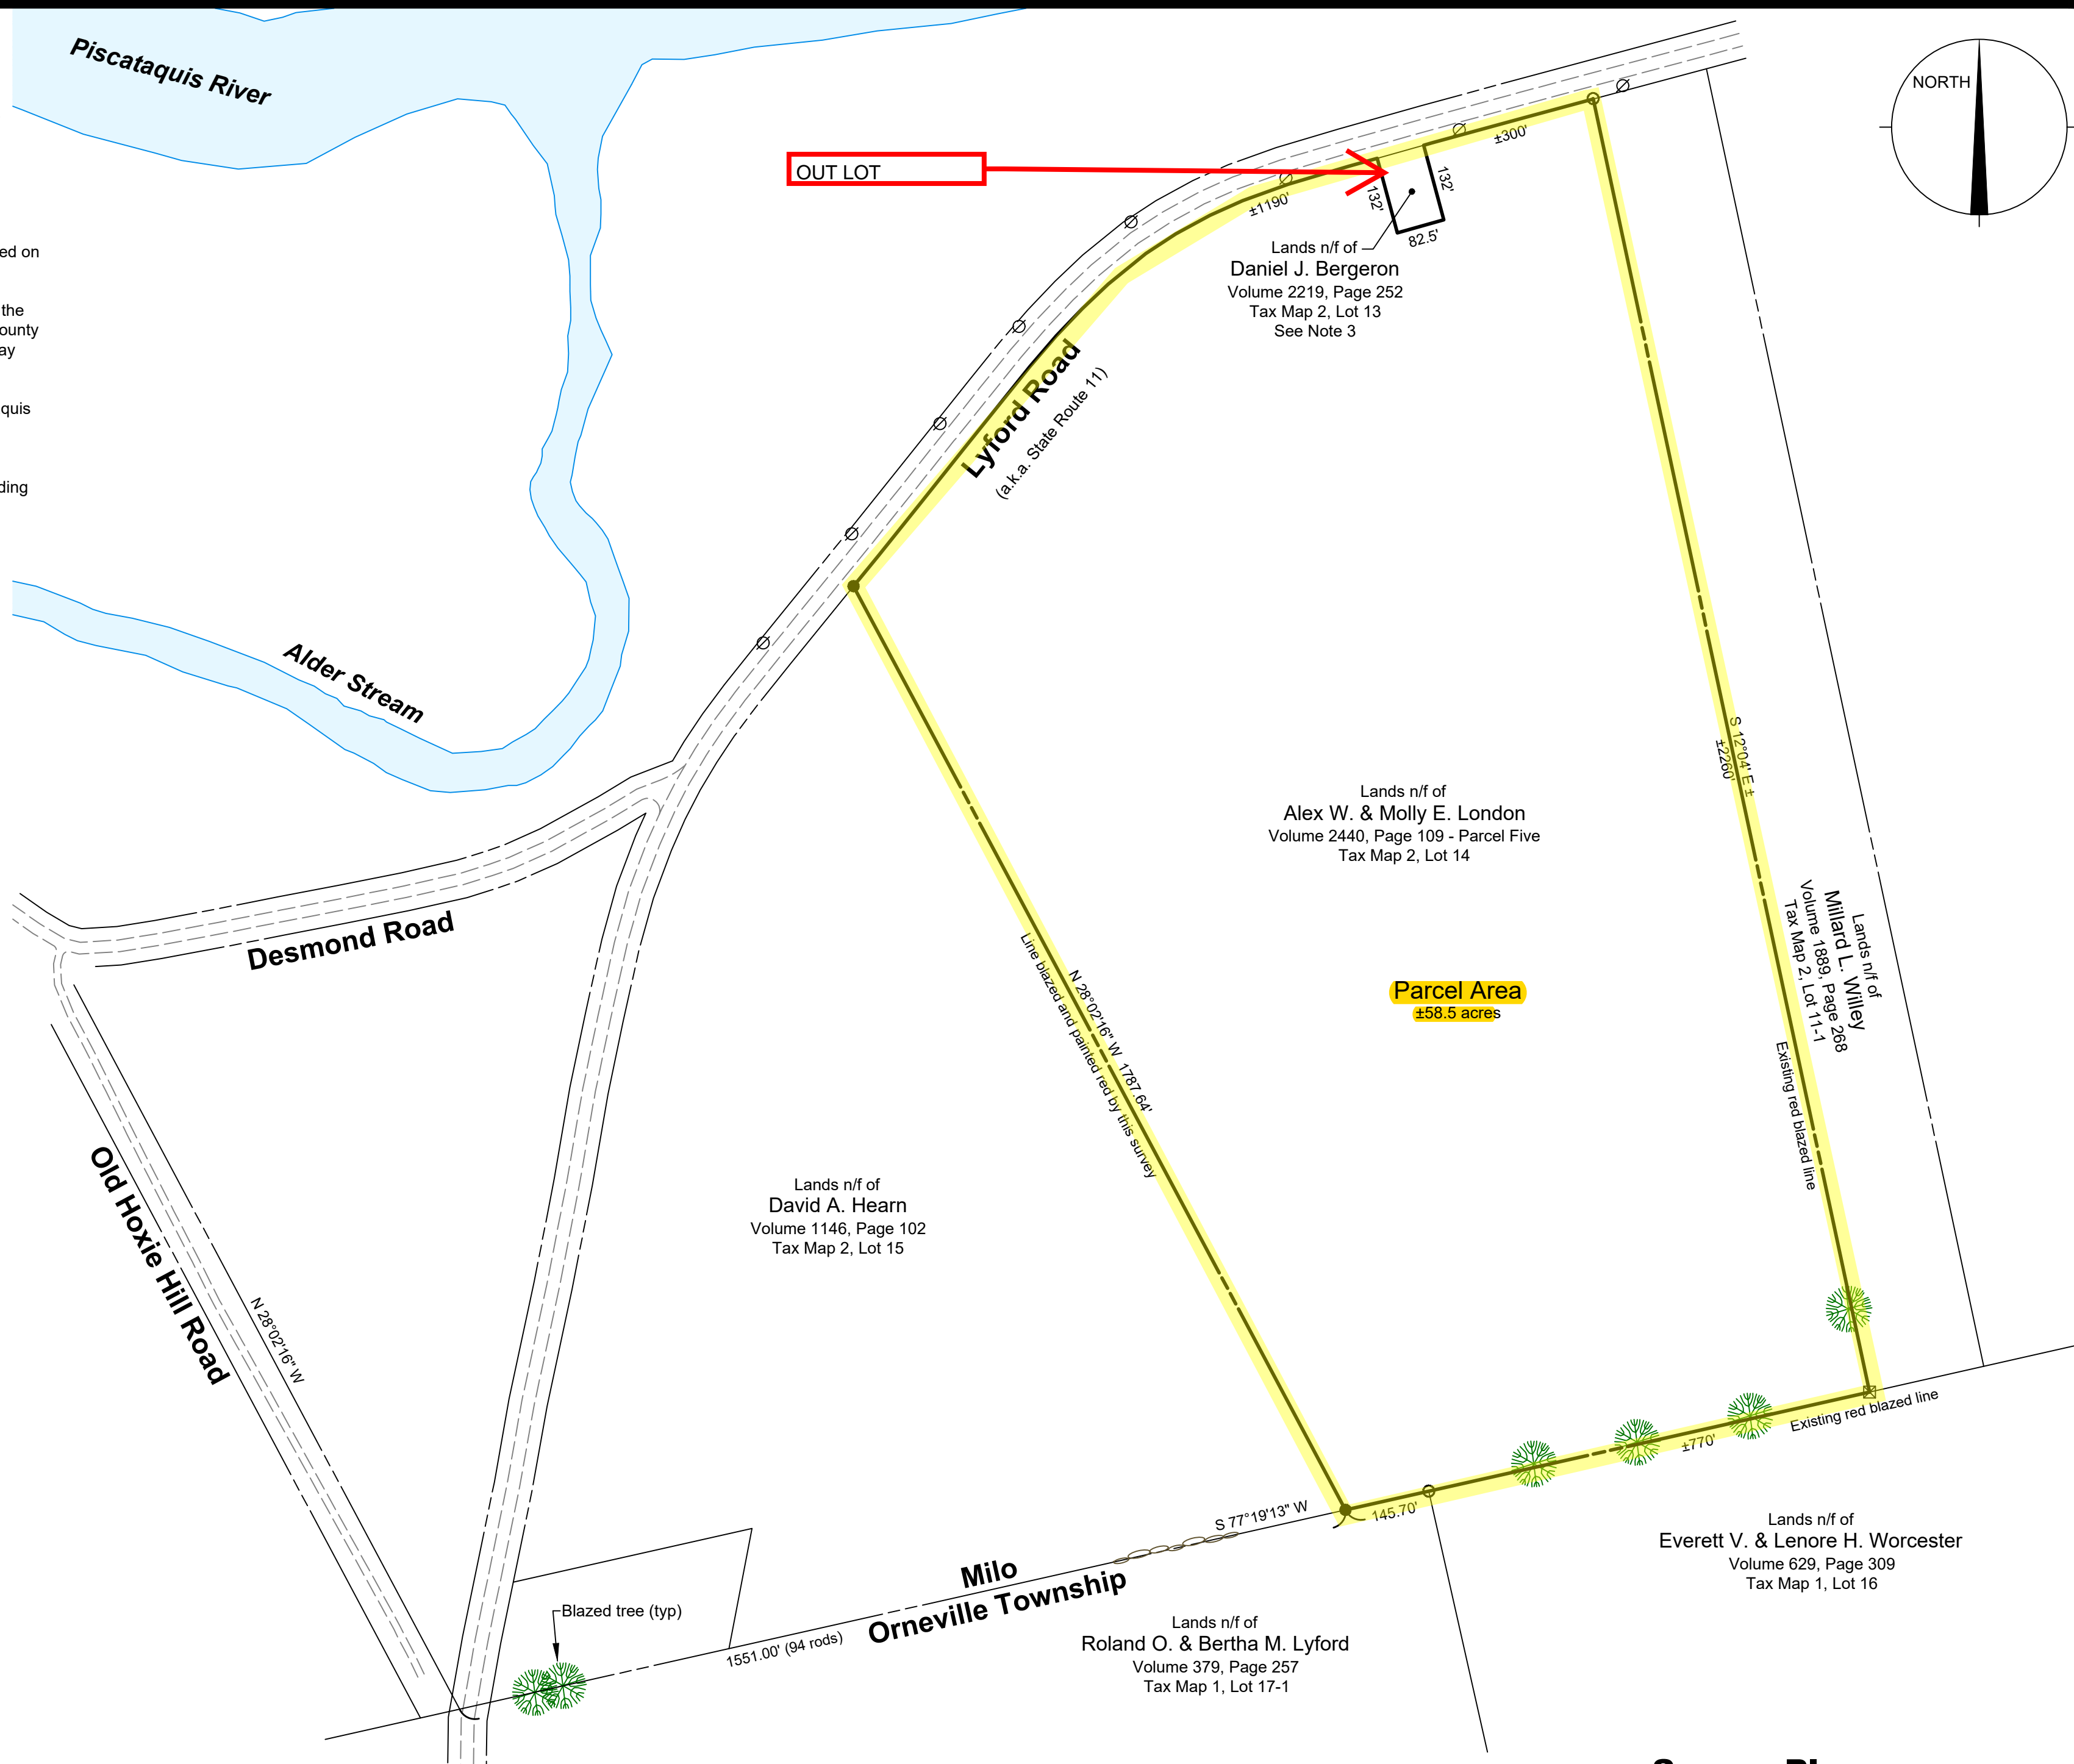 Piscataquis River
NORTH
OUT LOT
±300'
132'
132'
82.5'
±1190'
Lands n/f of
Daniel J. Bergeron
Volume 2219, Page 252
Tax Map 2, Lot 13
See Note 3
ed on
the
ounty
ay
quis
ding
Lyford Road
(a.k.a. State Route 11)
Alder Stream
S 12°04' E ±
±2260'
Lands n/f of
Alex W. & Molly E. London
Volume 2440, Page 109 - Parcel Five
Tax Map 2, Lot 14
Parcel Area
±58.5 acres
Lands n/f of
Millard L. Willey
Volume 1889, Page 268
Tax Map 2, Lot 11-1
Existing red blazed line
Desmond Road
N 28°02'16" W 1787.64'
Line blazed and painted red by this survey
Old Hoxie Hill Road
N 28°02'16" W
Lands n/f of
David A. Hearn
Volume 1146, Page 102
Tax Map 2, Lot 15
Existing red blazed line
±770'
145.70'
S 77°19'13" W
Milo
Orneville Township
Blazed tree (typ)
1551.00' (94 rods)
Lands n/f of
Everett V. & Lenore H. Worcester
Volume 629, Page 309
Tax Map 1, Lot 16
Lands n/f of
Roland O. & Bertha M. Lyford
Volume 379, Page 257
Tax Map 1, Lot 17-1